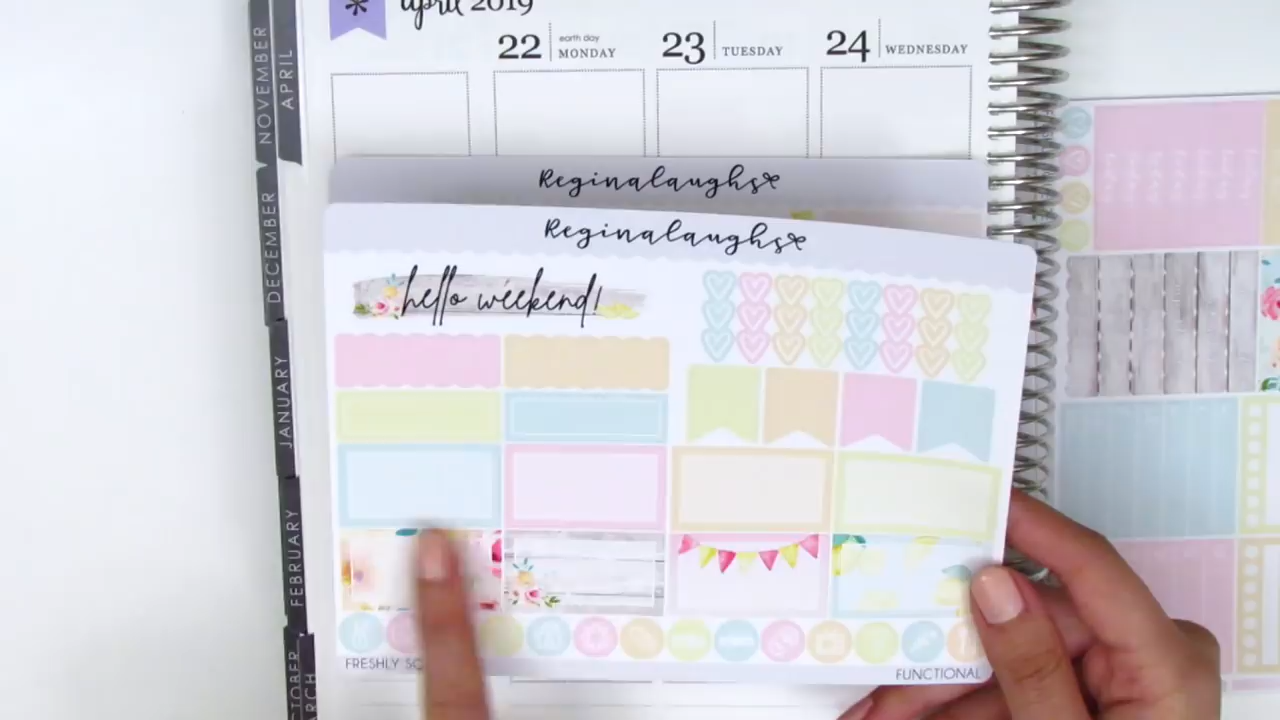 april 2019
22 earth day MONDAY
23 TUESDAY
24 WEDNESDAY
NOVEMBER
APRIL
DECEMBER
JANUARY
FEBRUARY
Reginalaughs
Reginalaughs
hello weekend!
FRESHLY
FUNCTIONAL